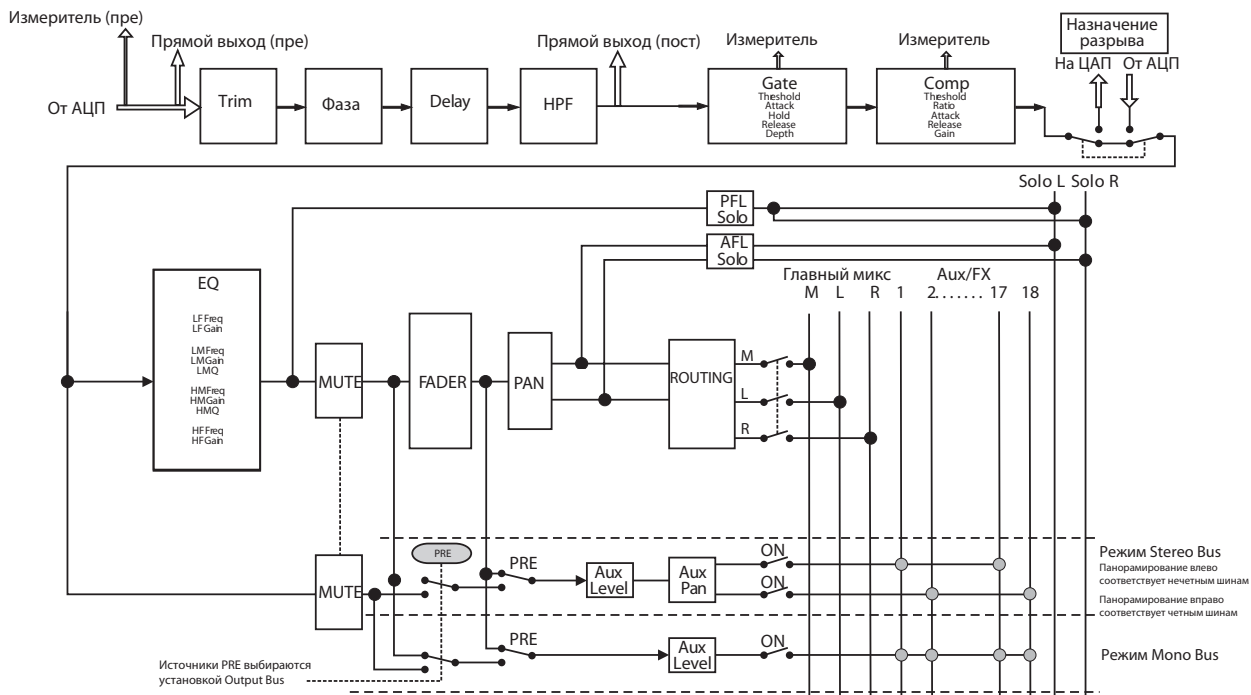 Измеритель (пре)
Прямой выход (пре)
Прямой выход (пост)
Измеритель
Измеритель
Назначение
разрыва
На ЦАП
От АЦП
От АЦП
Trim
Фаза
Delay
HPF
Gate
Threshold
Attack
Hold
Release
Depth
Comp
Threshold
Ratio
Attack
Release
Gain
Solo L Solo R
PFL
Solo
AFL
Solo
Главный микс
Aux/FX
M L R 1 2....... 17 18
EQ
LF Freq
LF Gain
LM Freq
LM Gain
LM Q
HM Freq
HM Gain
HM Q
HF Freq
HF Gain
MUTE
FADER
PAN
ROUTING
M
L
R
MUTE
PRE
PRE
Aux
Level
Aux
Pan
ON
ON
Режим Stereo Bus
Панорамирование влево
соответствует нечетным шинам
Панорамирование вправо
соответствует четным шинам
PRE
Aux
Level
ON
Режим Mono Bus
Источники PRE выбираются
установкой Output Bus